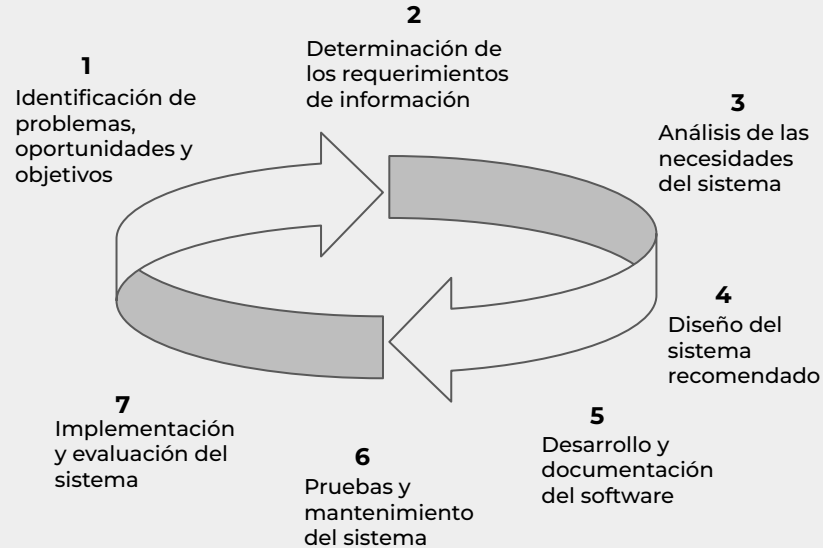 1
Identificación de
problemas,
oportunidades y
objetivos
2
Determinación de
los requerimientos
de información
3
Análisis de las
necesidades
del sistema
4
Diseño del
sistema
recomendado
5
Desarrollo y
documentación
del software
6
Pruebas y
mantenimiento
del sistema
7
Implementación
y evaluación del
sistema